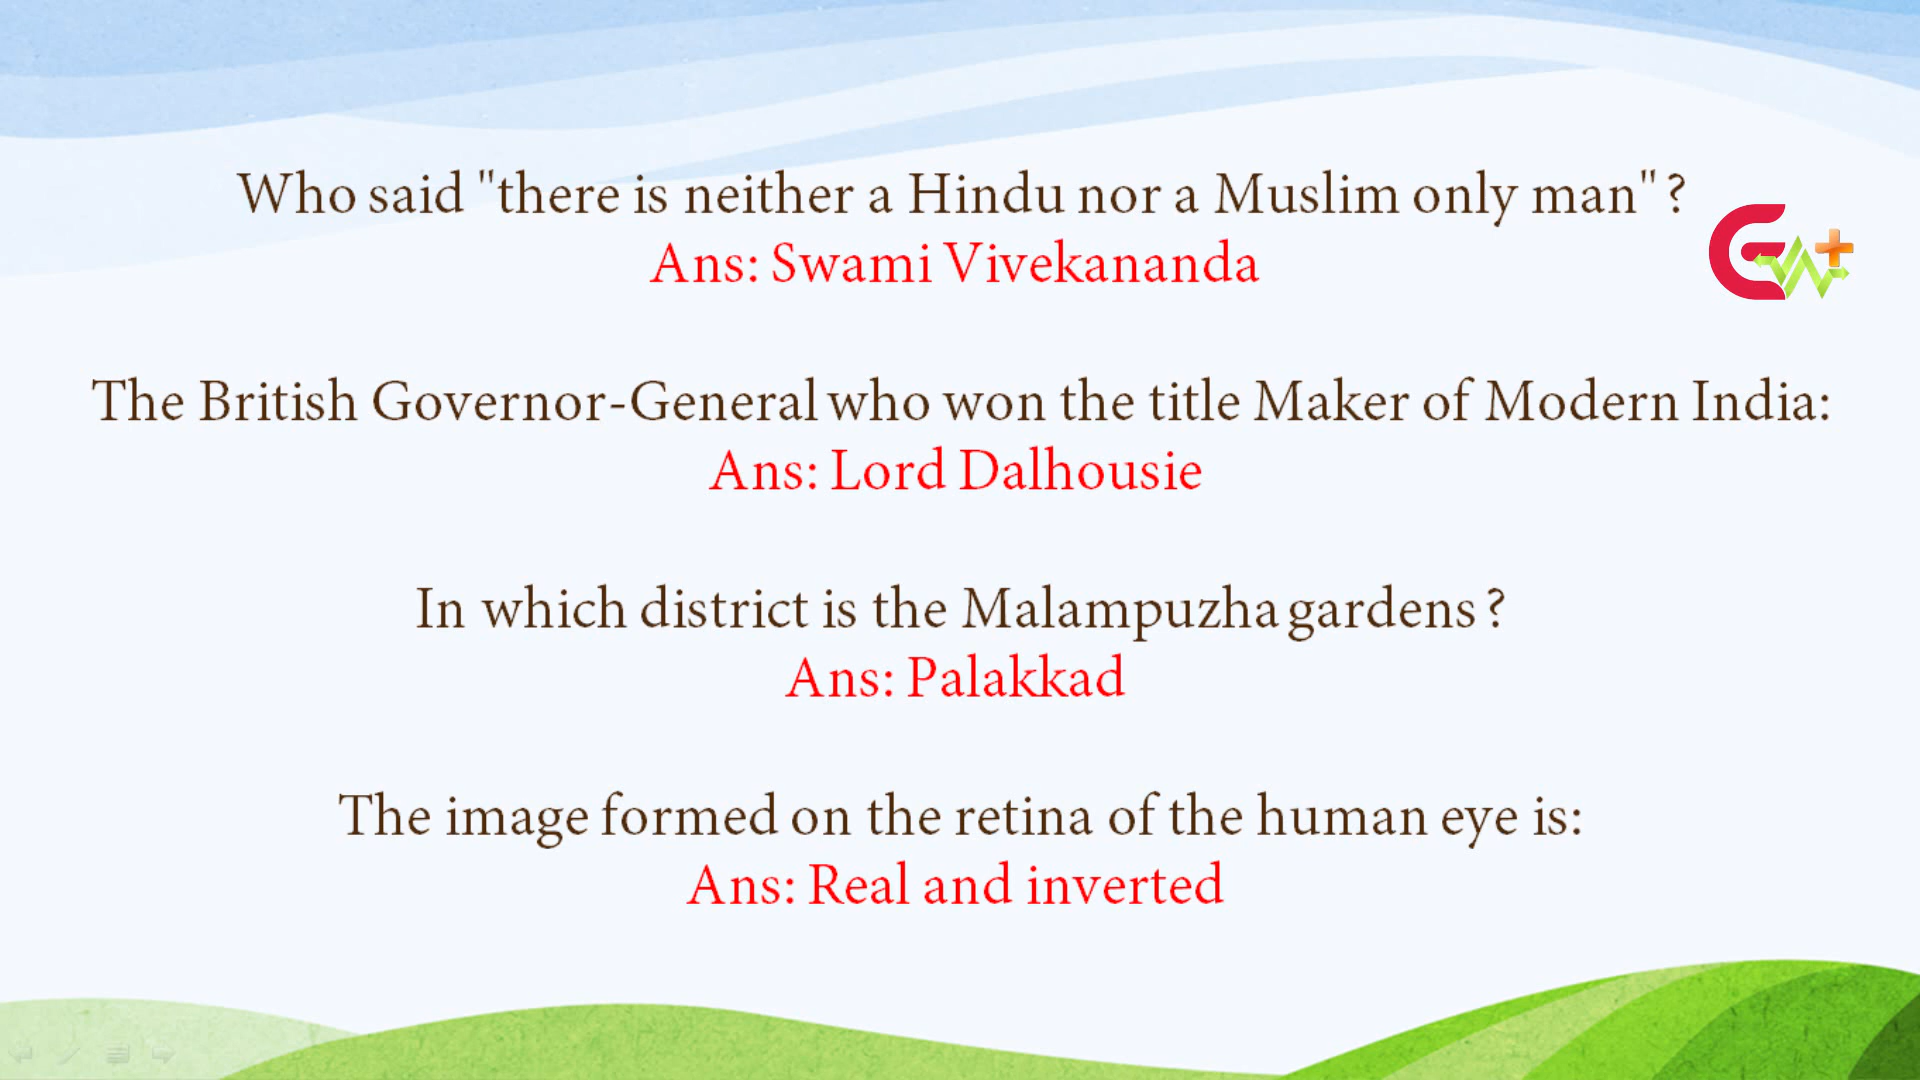 Who said "there is neither a Hindu nor a Muslim only man" ?
Ans: Swami Vivekananda
The British Governor-General who won the title Maker of Modern India:
Ans: Lord Dalhousie
In which district is the Malampuzha gardens ?
Ans: Palakkad
The image formed on the retina of the human eye is:
Ans: Real and inverted